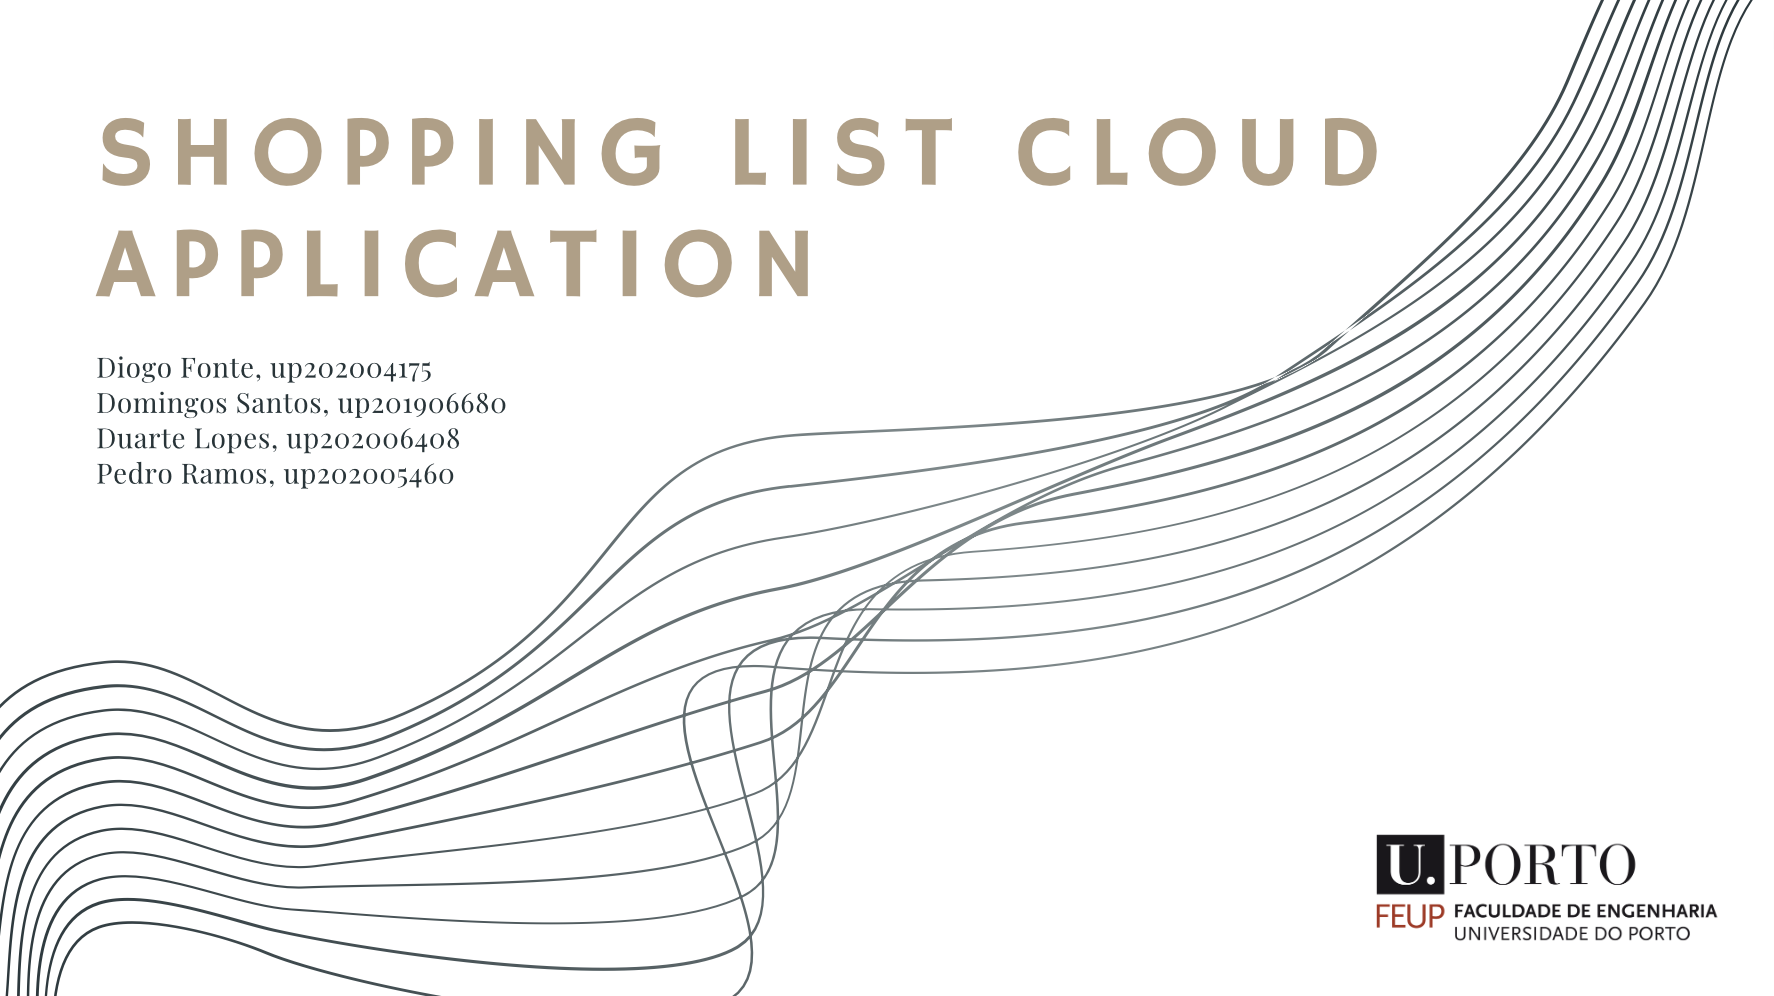 SHOPPING LIST CLOUD
APPLICATION
Diogo Fonte, up202004175
Domingos Santos, up201906680
Duarte Lopes, up202006408
Pedro Ramos, up202005460
U.PORTO
FEUP FACULDADE DE ENGENHARIA
UNIVERSIDADE DO PORTO